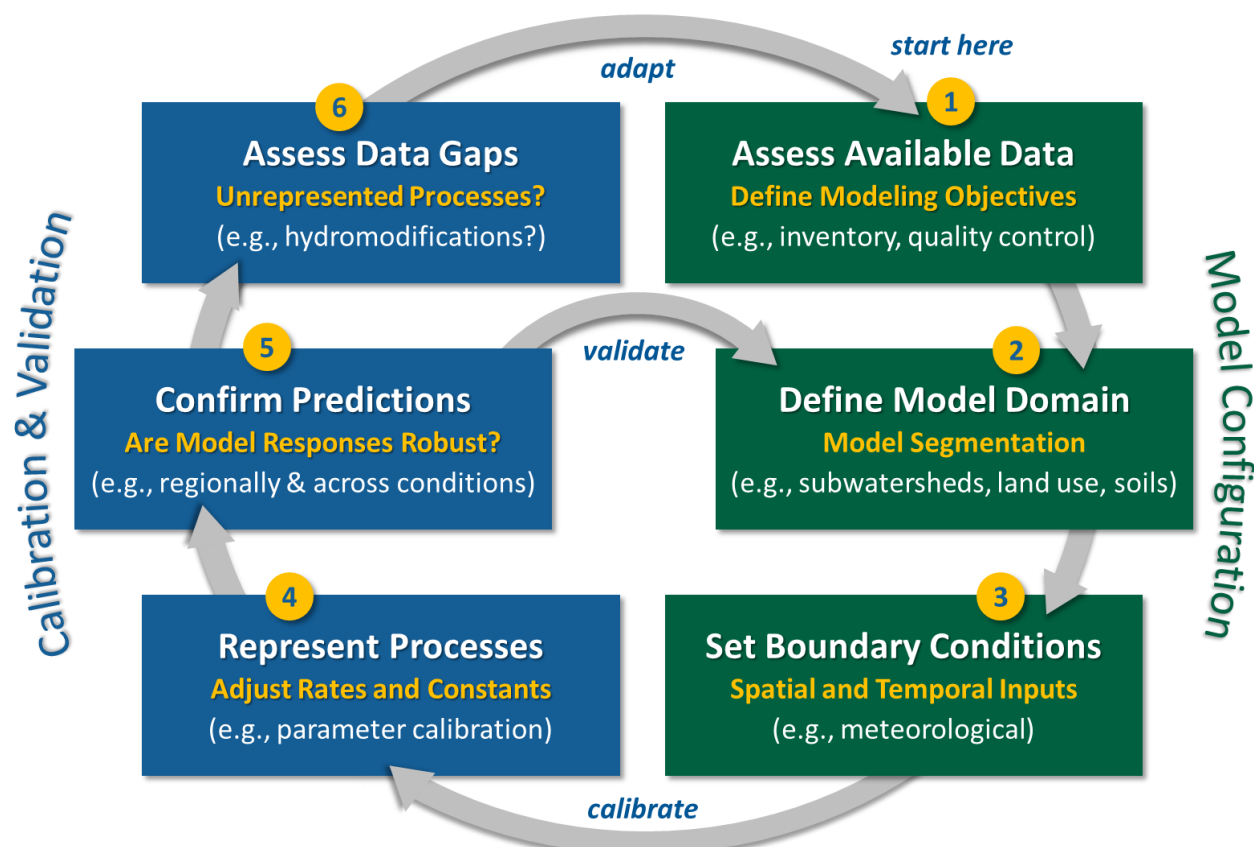 start here
adapt
1
Assess Available Data
Define Modeling Objectives
(e.g., inventory, quality control)
2
Define Model Domain
Model Segmentation
(e.g., subwatersheds, land use, soils)
3
Set Boundary Conditions
Spatial and Temporal Inputs
(e.g., meteorological)
calibrate
4
Represent Processes
Adjust Rates and Constants
(e.g., parameter calibration)
5
Confirm Predictions
Are Model Responses Robust?
(e.g., regionally & across conditions)
validate
6
Assess Data Gaps
Unrepresented Processes?
(e.g., hydromodifications?)
Calibration & Validation
Model Configuration